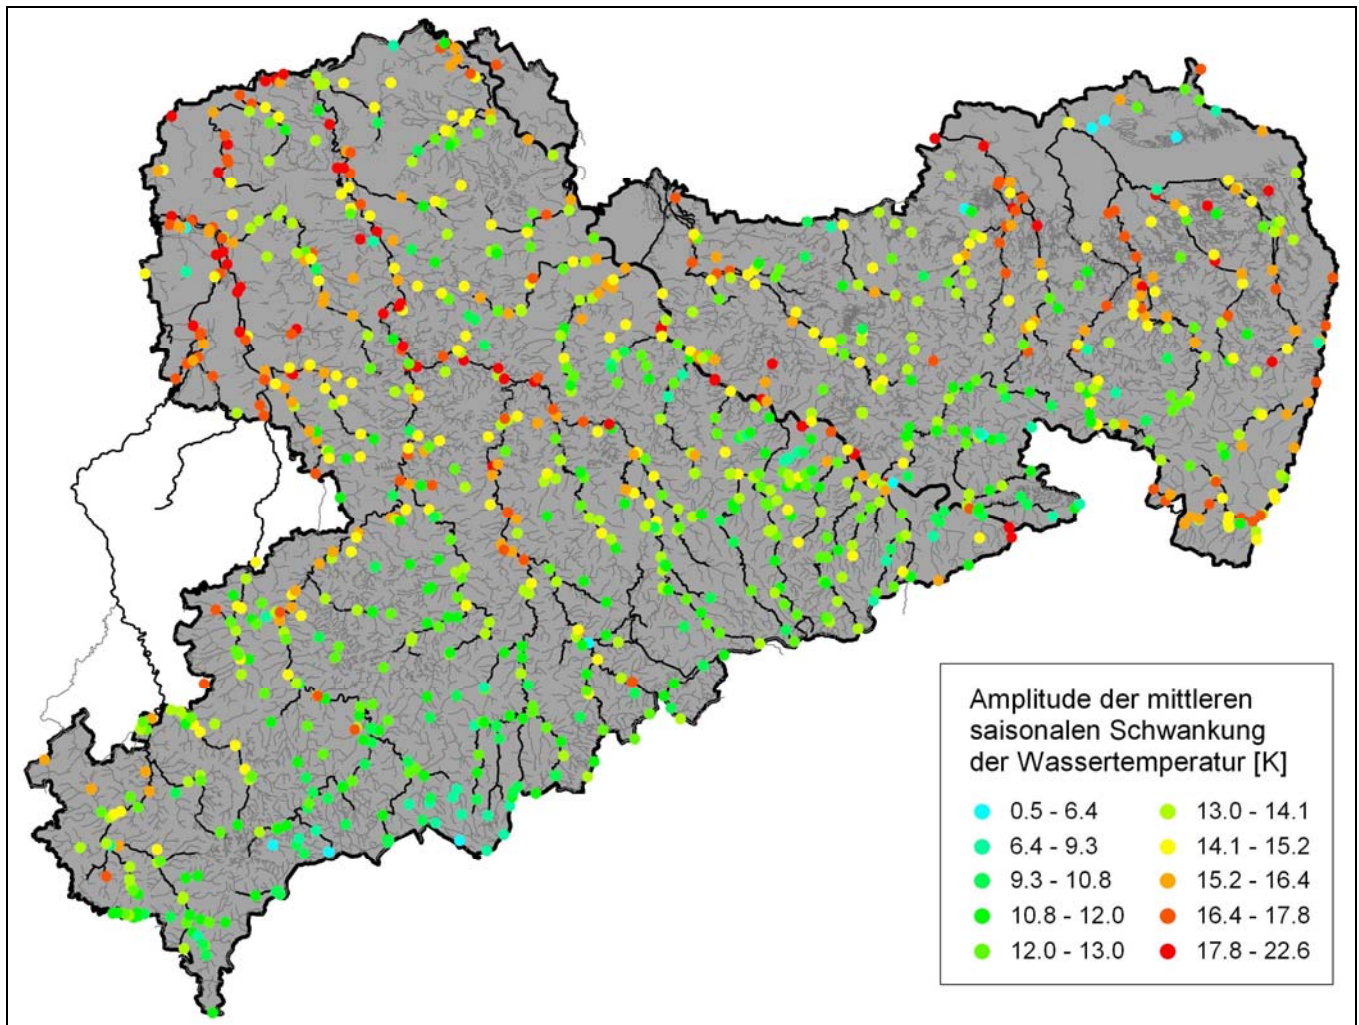 Amplitude der mittleren
saisonalen Schwankung
der Wassertemperatur [K]
0.5 - 6.4
6.4 - 9.3
9.3 - 10.8
10.8 - 12.0
12.0 - 13.0
13.0 - 14.1
14.1 - 15.2
15.2 - 16.4
16.4 - 17.8
17.8 - 22.6